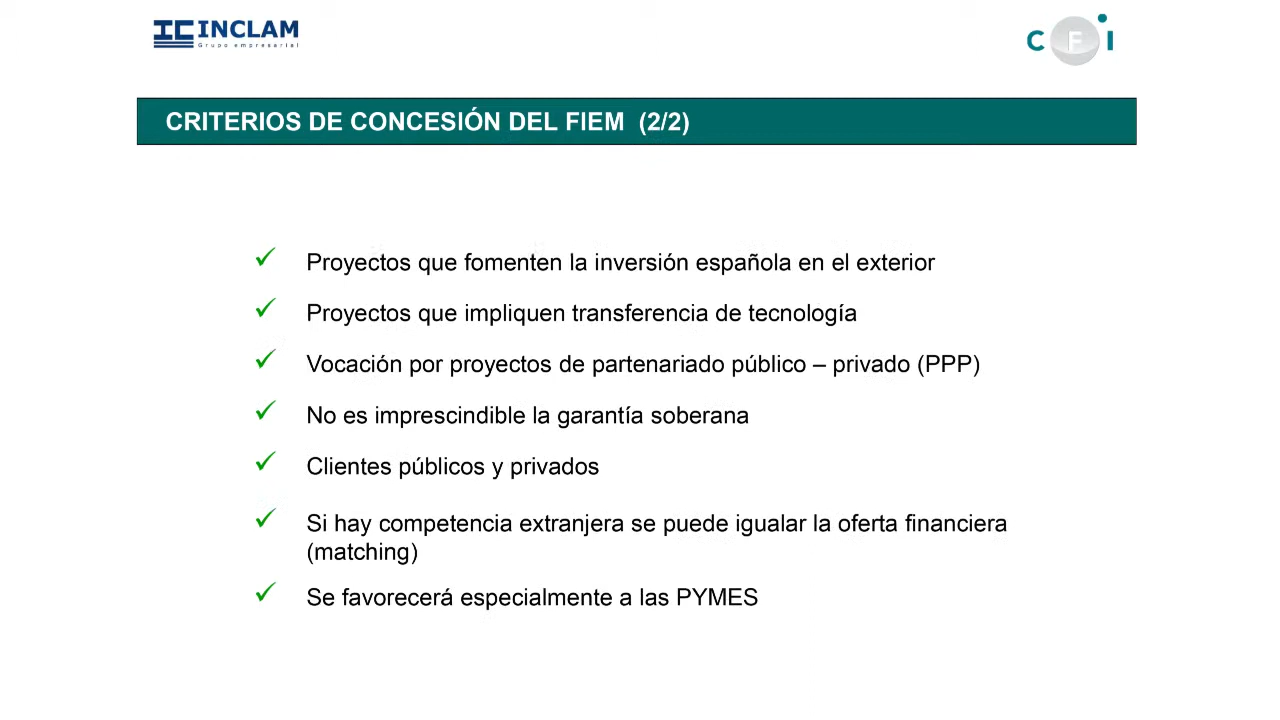 INCLAM
Grupo empresarial
CFI
CRITERIOS DE CONCESIÓN DEL FIEM (2/2)
Proyectos que fomenten la inversión española en el exterior
Proyectos que impliquen transferencia de tecnología
Vocación por proyectos de partenariado público – privado (PPP)
No es imprescindible la garantía soberana
Clientes públicos y privados
Si hay competencia extranjera se puede igualar la oferta financiera
(matching)
Se favorecerá especialmente a las PYMES